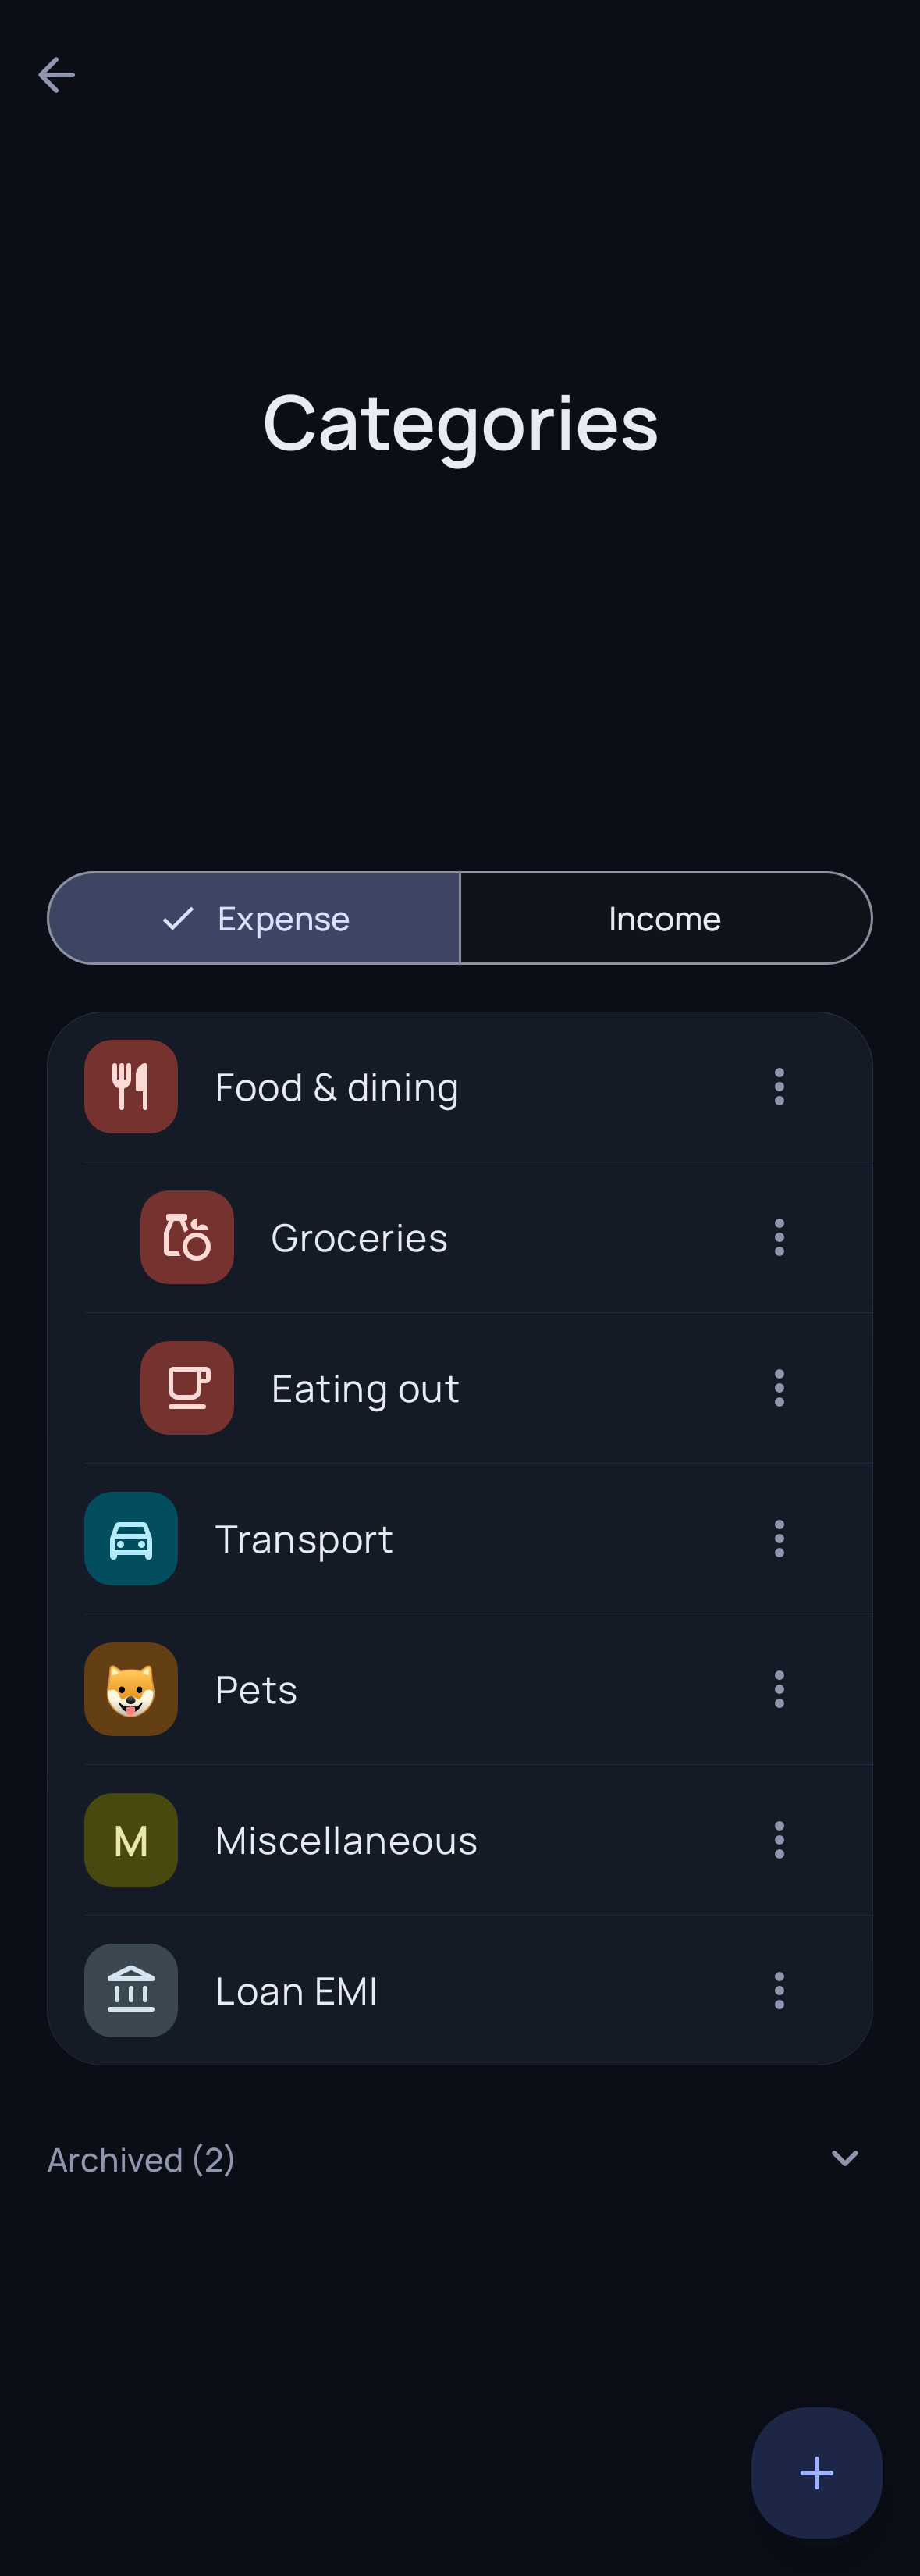 Categories
Expense
Income
Food & dining
Groceries
Eating out
Transport
Pets
M
Miscellaneous
Loan EMI
Archived (2)